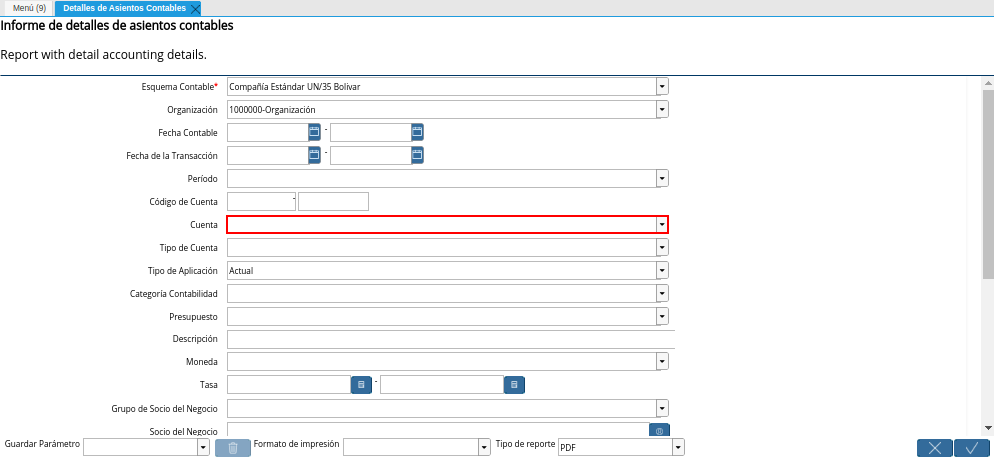 Menú (9) Detalles de Asientos Contables
Informe de detalles de asientos contables
Report with detail accounting details.
Esquema Contable* Compañía Estándar UN/35 Bolívar
Organización 1000000-Organización
Fecha Contable -
Fecha de la Transacción -
Período
Código de Cuenta -
Cuenta
Tipo de Cuenta
Tipo de Aplicación Actual
Categoría Contabilidad
Presupuesto
Descripción
Moneda
Tasa -
Grupo de Socio del Negocio
Socio del Negocio
Guardar Parámetro Formato de impresión Tipo de reporte PDF